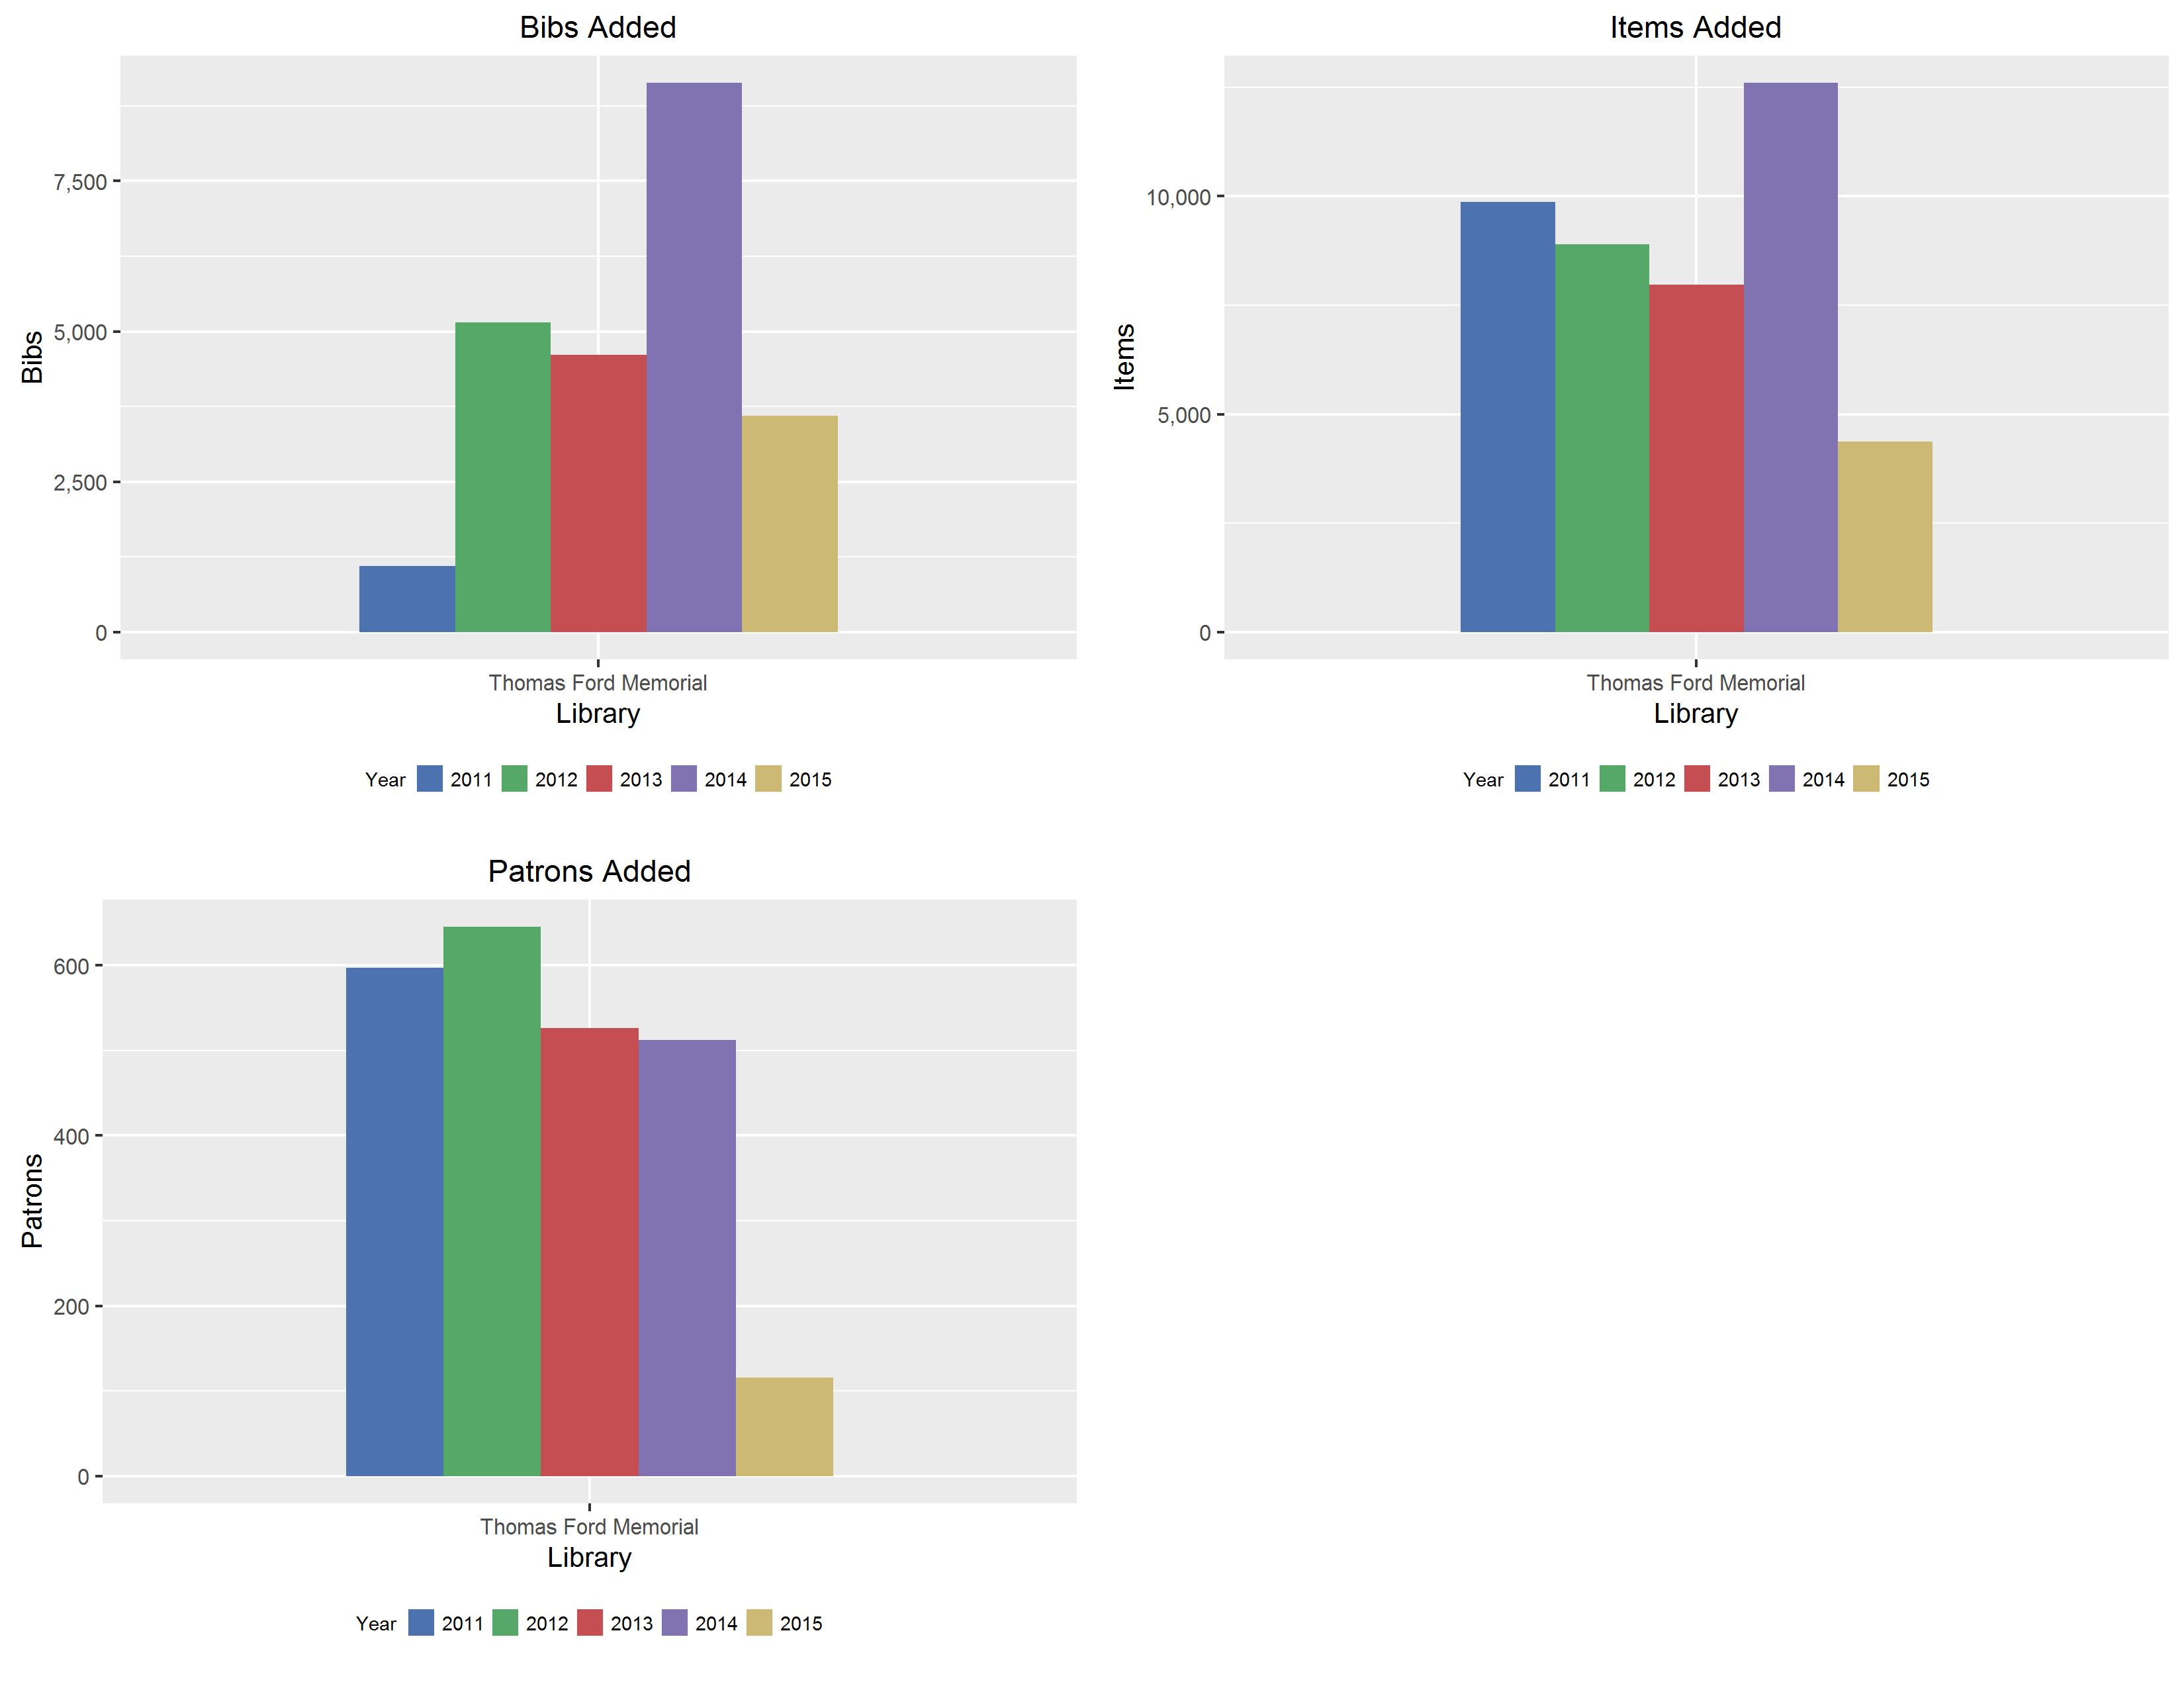 Bibs Added
7,500
5,000
2,500
0
Bibs
Thomas Ford Memorial
Library
Year 2011 2012 2013 2014 2015
Items Added
10,000
5,000
0
Items
Thomas Ford Memorial
Library
Year 2011 2012 2013 2014 2015
Patrons Added
600
400
200
0
Patrons
Thomas Ford Memorial
Library
Year 2011 2012 2013 2014 2015